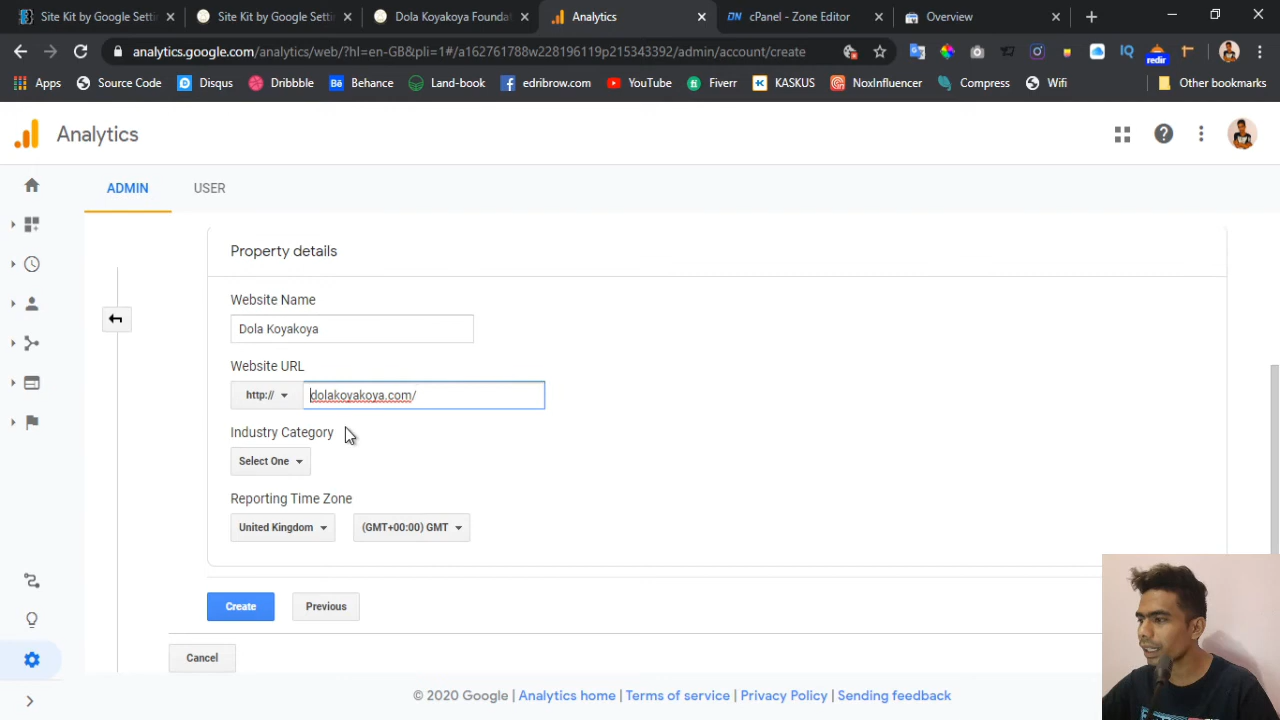 Site Kit by Google Setti
Site Kit by Google Setti
Dola Koyakoya Founda
Analytics
DN
cPanel - Zone Editor
Overview
analytics.google.com/analytics/web/?hl=en-GB&pli=1#/a162761788w228196119p215343392/admin/account/create
IQ
redir
Apps
Source Code
Disqus
Dribbble
Behance
Land-Book
edribrow.com
YouTube
Fiverr
KASKUS
NoxInfluencer
Compress
Wifi
Other bookmarks
Analytics
ADMIN
USER
Property details
Website Name
Dola Koyakoya
Website URL
http://
dolakoyakoya.com/
Industry Category
Select One
Reporting Time Zone
United Kingdom
(GMT+00:00) GMT
Create
Previous
Cancel
© 2020 Google | Analytics home | Terms of service | Privacy Policy | Sending feedback